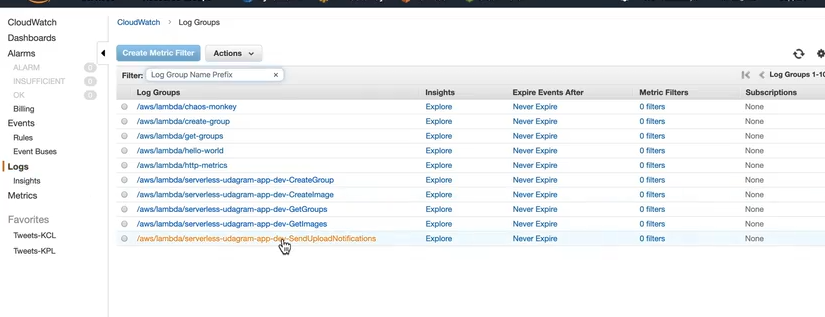 CloudWatch
Dashboards
Alarms
ALARM 0
INSUFFICIENT 0
OK 0
Billing
Events
Rules
Event Buses
Logs
Insights
Metrics
Favorites
Tweets-KCL
Tweets-KPL
CloudWatch > Log Groups
Create Metric Filter Actions
Filter: Log Group Name Prefix × Log Groups 1-10
Log Groups Insights Expire Events After Metric Filters Subscriptions
/aws/lambda/chaos-monkey Explore Never Expire 0 filters None
/aws/lambda/create-group Explore Never Expire 0 filters None
/aws/lambda/get-groups Explore Never Expire 0 filters None
/aws/lambda/hello-world Explore Never Expire 0 filters None
/aws/lambda/http-metrics Explore Never Expire 0 filters None
/aws/lambda/serverless-udagram-app-dev-CreateGroup Explore Never Expire 0 filters None
/aws/lambda/serverless-udagram-app-dev-CreateImage Explore Never Expire 0 filters None
/aws/lambda/serverless-udagram-app-dev-GetGroups Explore Never Expire 0 filters None
/aws/lambda/serverless-udagram-app-dev-GetImages Explore Never Expire 0 filters None
/aws/lambda/serverless-udagram-app-dev-SendUploadNotifications Explore Never Expire 0 filters None